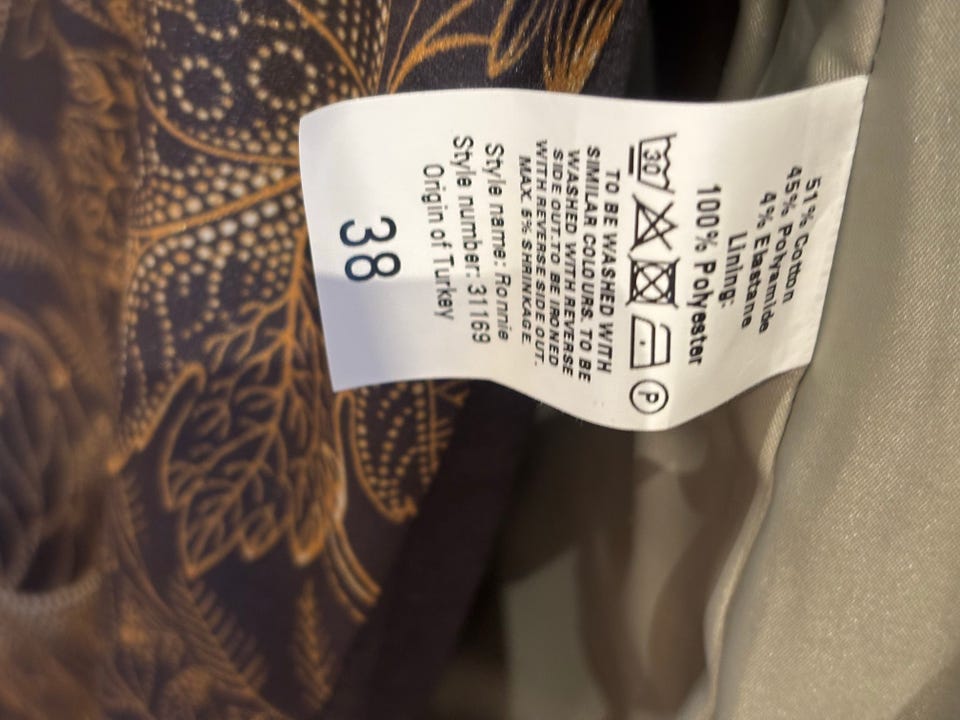 51% Cotton
45% Polyamide
4% Elastane
Lining:
100% Polyester
30 P
TO BE WASHED WITH
SIMILAR COLOURS. TO BE
WASHED WITH REVERSE
SIDE OUT.TO BE IRONED
WITH REVERSE SIDE OUT.
MAX. 5% SHRINKAGE.
Style name: Ronnie
Style number: 31169
Origin of Turkey
38